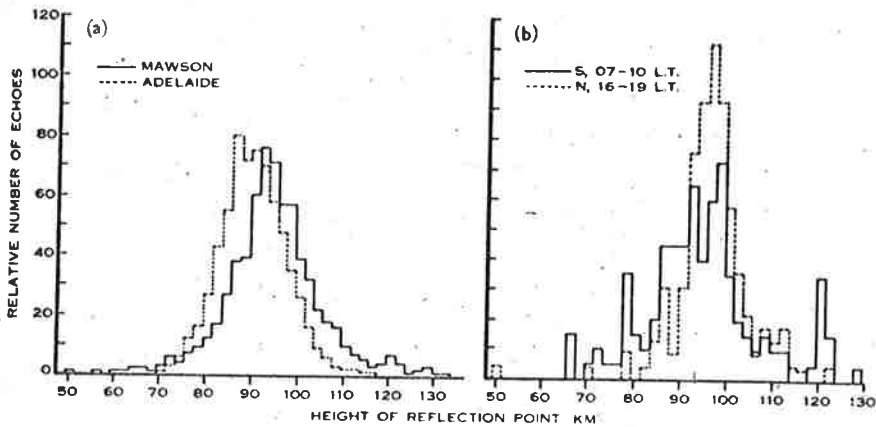 120
(a)
(b)
MAWSON
ADELAIDE
S, 07-10 L.T.
N, 16-19 L.T.
100
80
60
40
20
0
RELATIVE NUMBER OF ECHOES
50 60 70 80 90 100 110 120 130
50 60 70 80 90 100 110 120 130
HEIGHT OF REFLECTION POINT KM